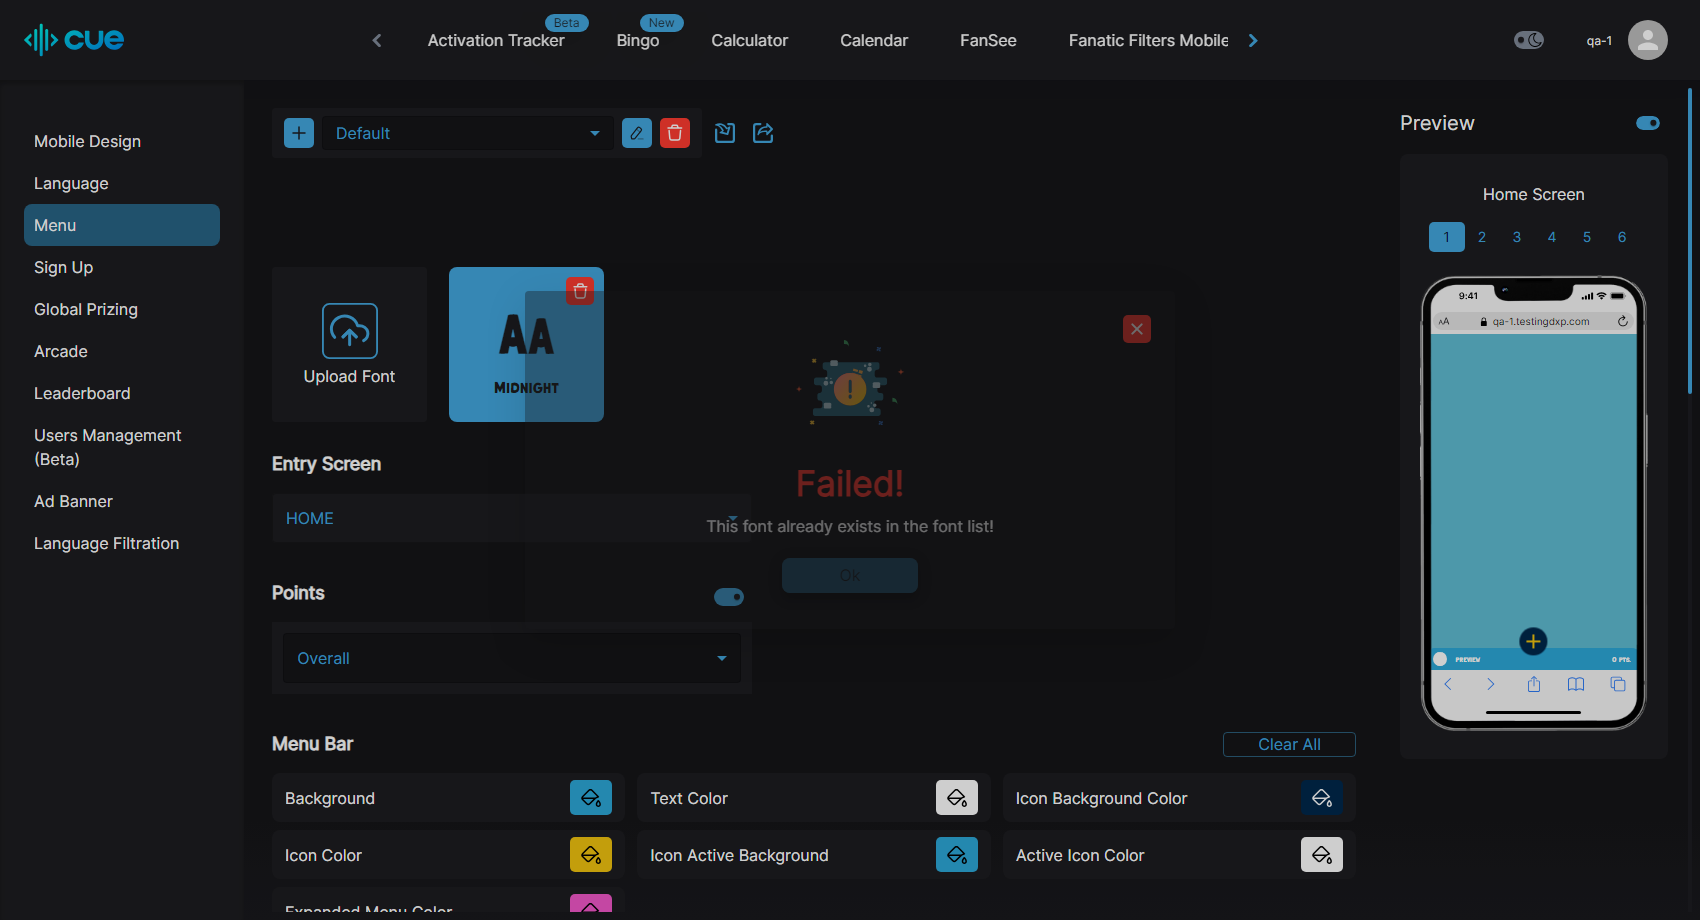 cue
Activation Tracker
Beta
Bingo
New
Calculator
Calendar
FanSee
Fanatic Filters Mobile
qa-1
Mobile Design
Language
Menu
Sign Up
Global Prizing
Arcade
Leaderboard
Users Management
(Beta)
Ad Banner
Language Filtration
Default
Upload Font
AA
MIDNIGHT
Entry Screen
HOME
Points
Overall
Failed!
This font already exists in the font list!
Ok
Menu Bar
Clear All
Background
Text Color
Icon Background Color
Icon Color
Icon Active Background
Active Icon Color
Expanded Menu Color
Preview
Home Screen
1 2 3 4 5 6
9:41
AA
qa-1.testingdxp.com
PREVIEW
0 PTS.